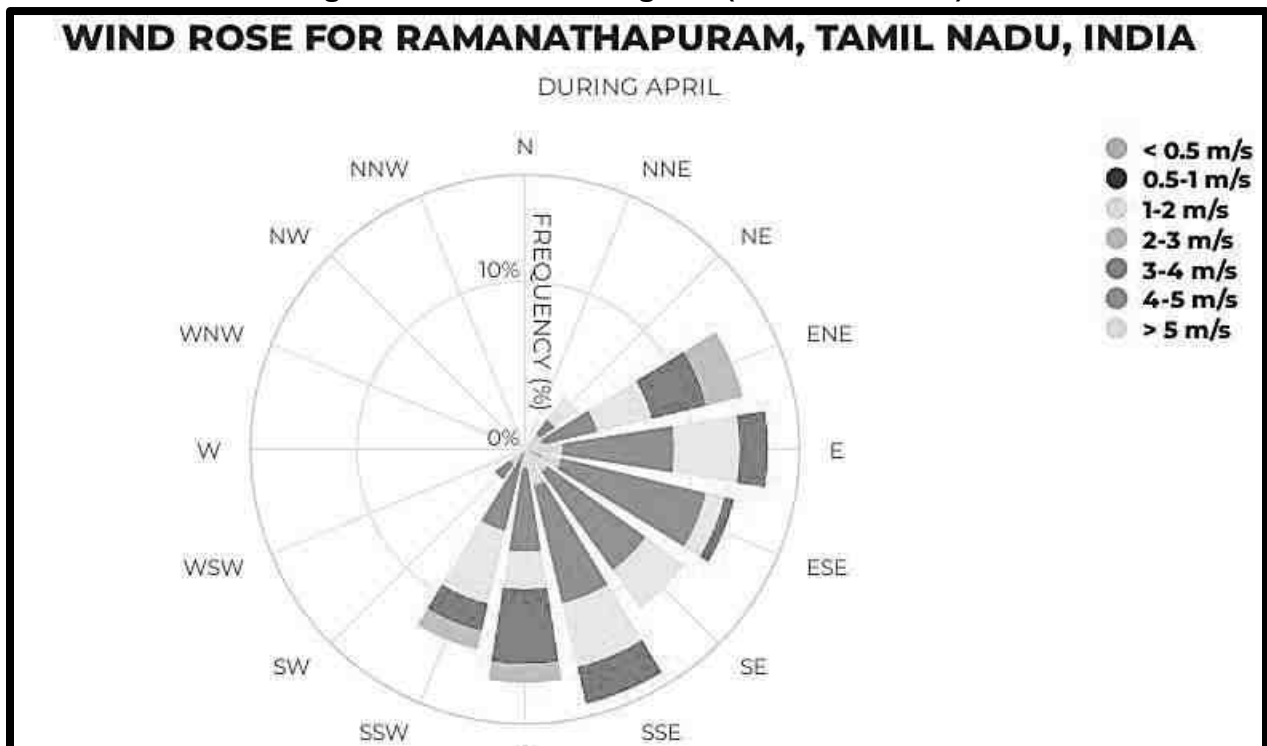 WIND ROSE FOR RAMANATHAPURAM, TAMIL NADU, INDIA
DURING APRIL
N
NNW
NNE
NW
NE
WNW
ENE
W
E
WSW
ESE
SW
SE
SSW
SSE
FREQUENCY (%)
10%
0%
< 0.5 m/s
0.5-1 m/s
1-2 m/s
2-3 m/s
3-4 m/s
4-5 m/s
> 5 m/s